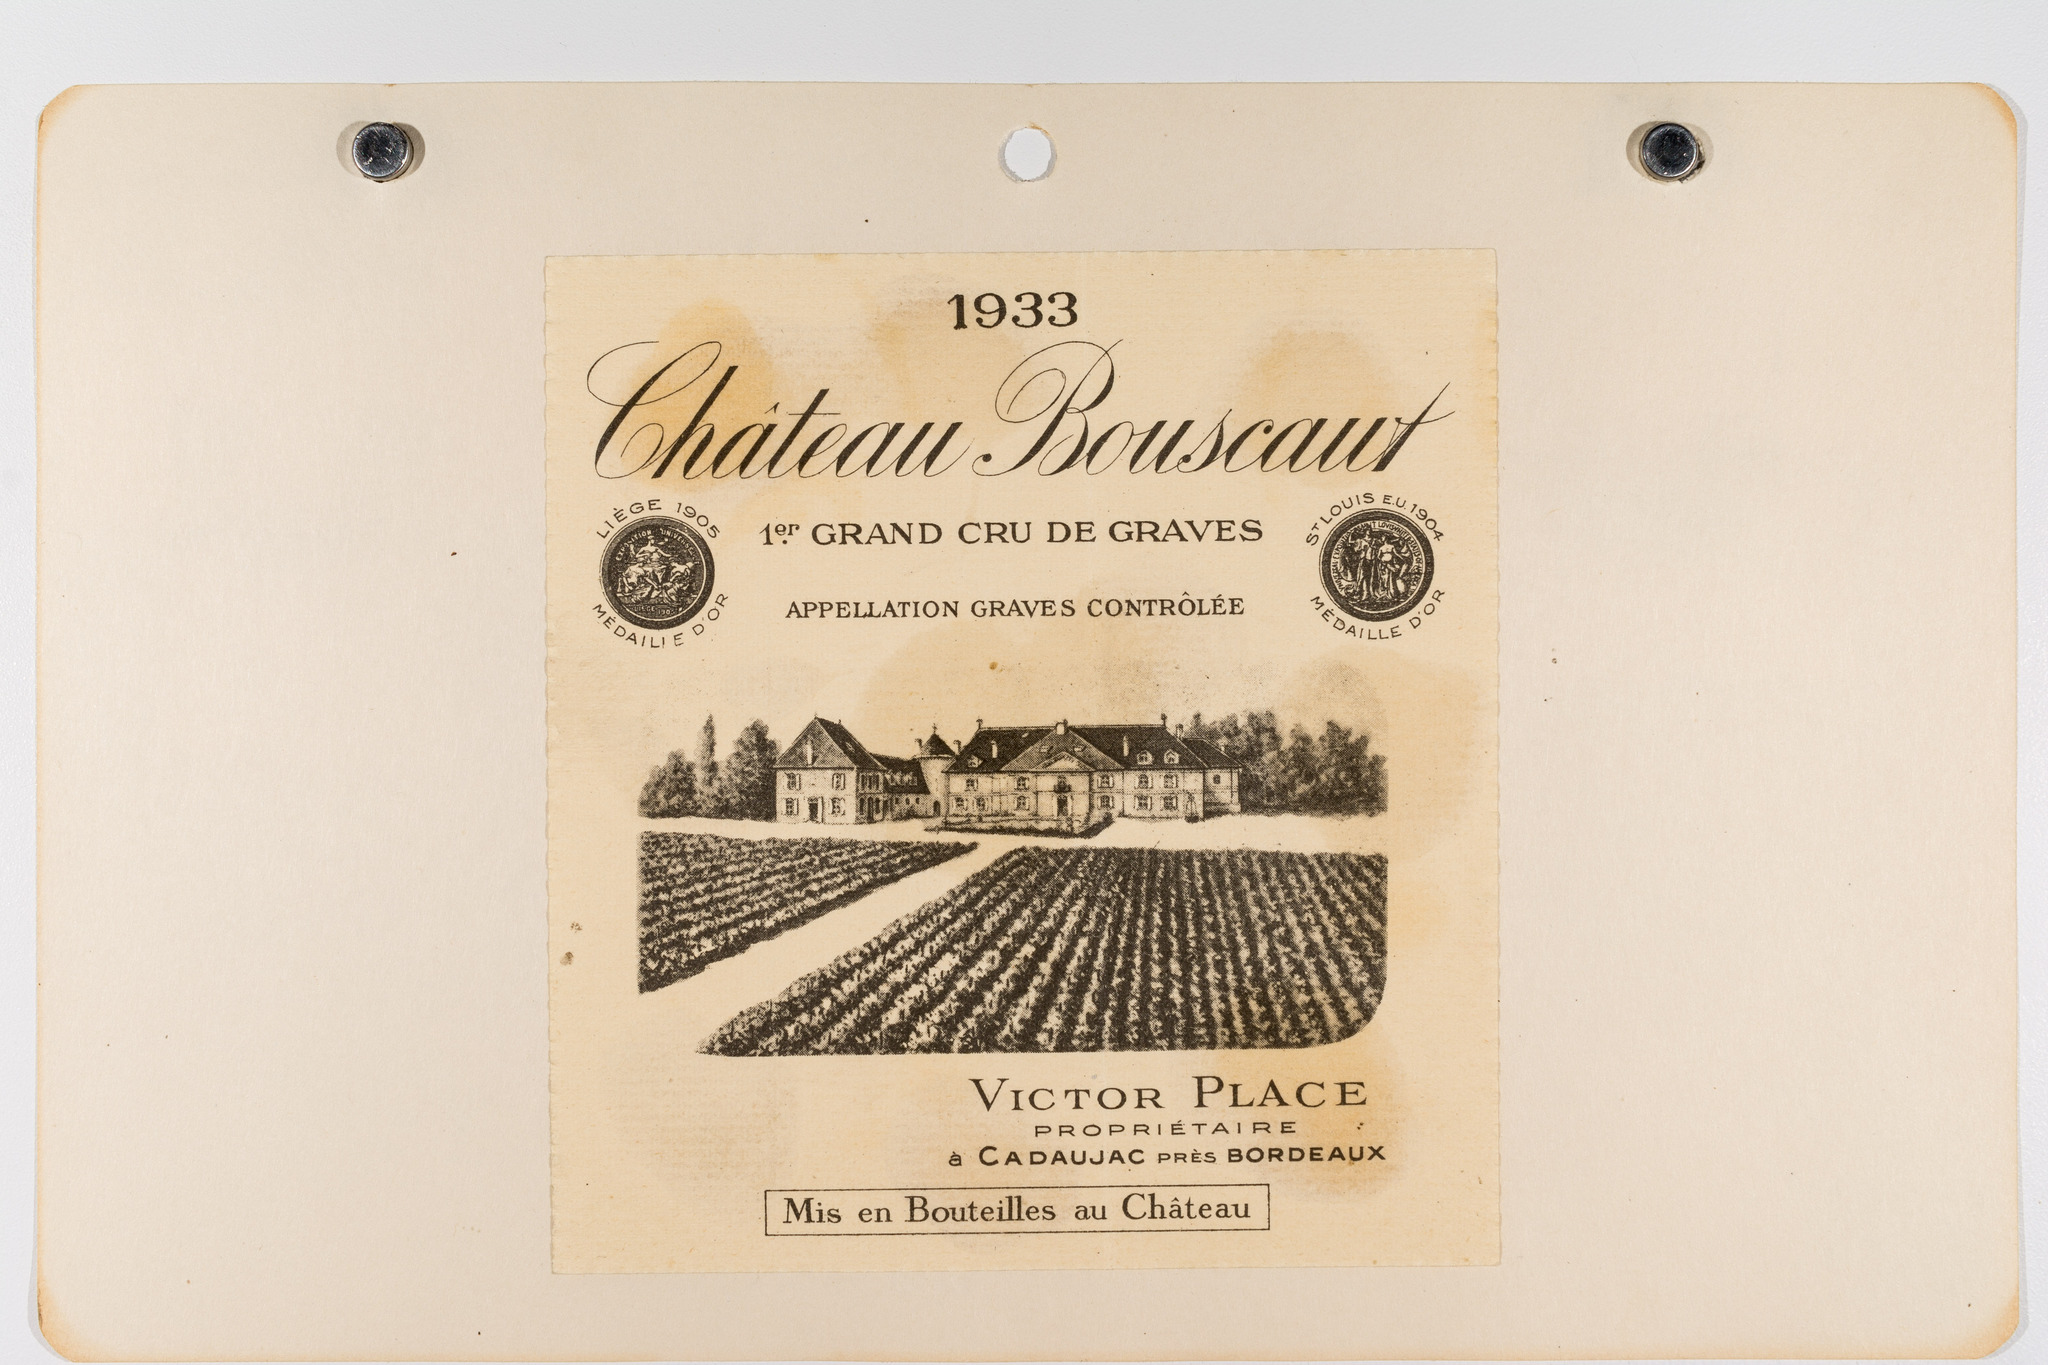 1933
Château Bouscaut
LIÈGE 1905
MÉDAILLE D'OR
1er GRAND CRU DE GRAVES
APPELLATION GRAVES CONTRÔLÉE
ST LOUIS E.U. 1904
MÉDAILLE D'OR
VICTOR PLACE
PROPRIÉTAIRE
à CADAUJAC PRÈS BORDEAUX
Mis en Bouteilles au Château